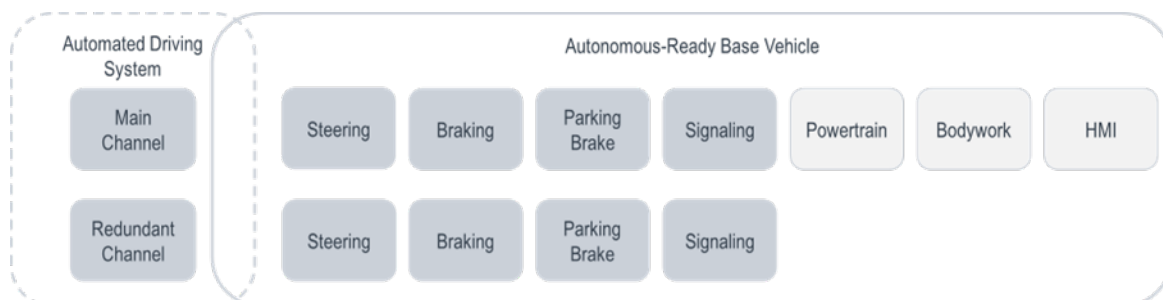 Automated Driving
System
Autonomous-Ready Base Vehicle
Main
Channel
Steering
Braking
Parking
Brake
Signaling
Powertrain
Bodywork
HMI
Redundant
Channel
Steering
Braking
Parking
Brake
Signaling